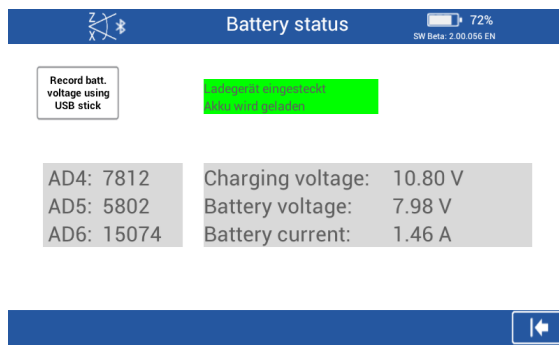 Z
X
Battery status
72%
SW Beta: 2.00.056 EN
Record batt.
voltage using
USB stick
Ladegerät eingesteckt
Akku wird geladen
AD4: 7812
AD5: 5802
AD6: 15074
Charging voltage: 10.80 V
Battery voltage: 7.98 V
Battery current: 1.46 A